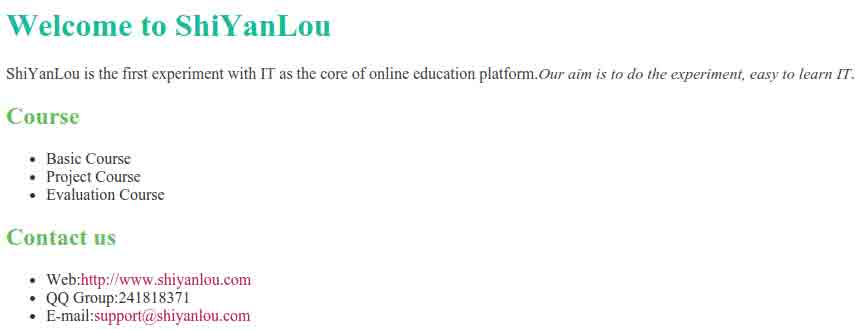 Welcome to ShiYanLou
ShiYanLou is the first experiment with IT as the core of online education platform.Our aim is to do the experiment, easy to learn IT.
Course
Basic Course
Project Course
Evaluation Course
Contact us
Web:http://www.shiyanlou.com
QQ Group:241818371
E-mail:support@shiyanlou.com